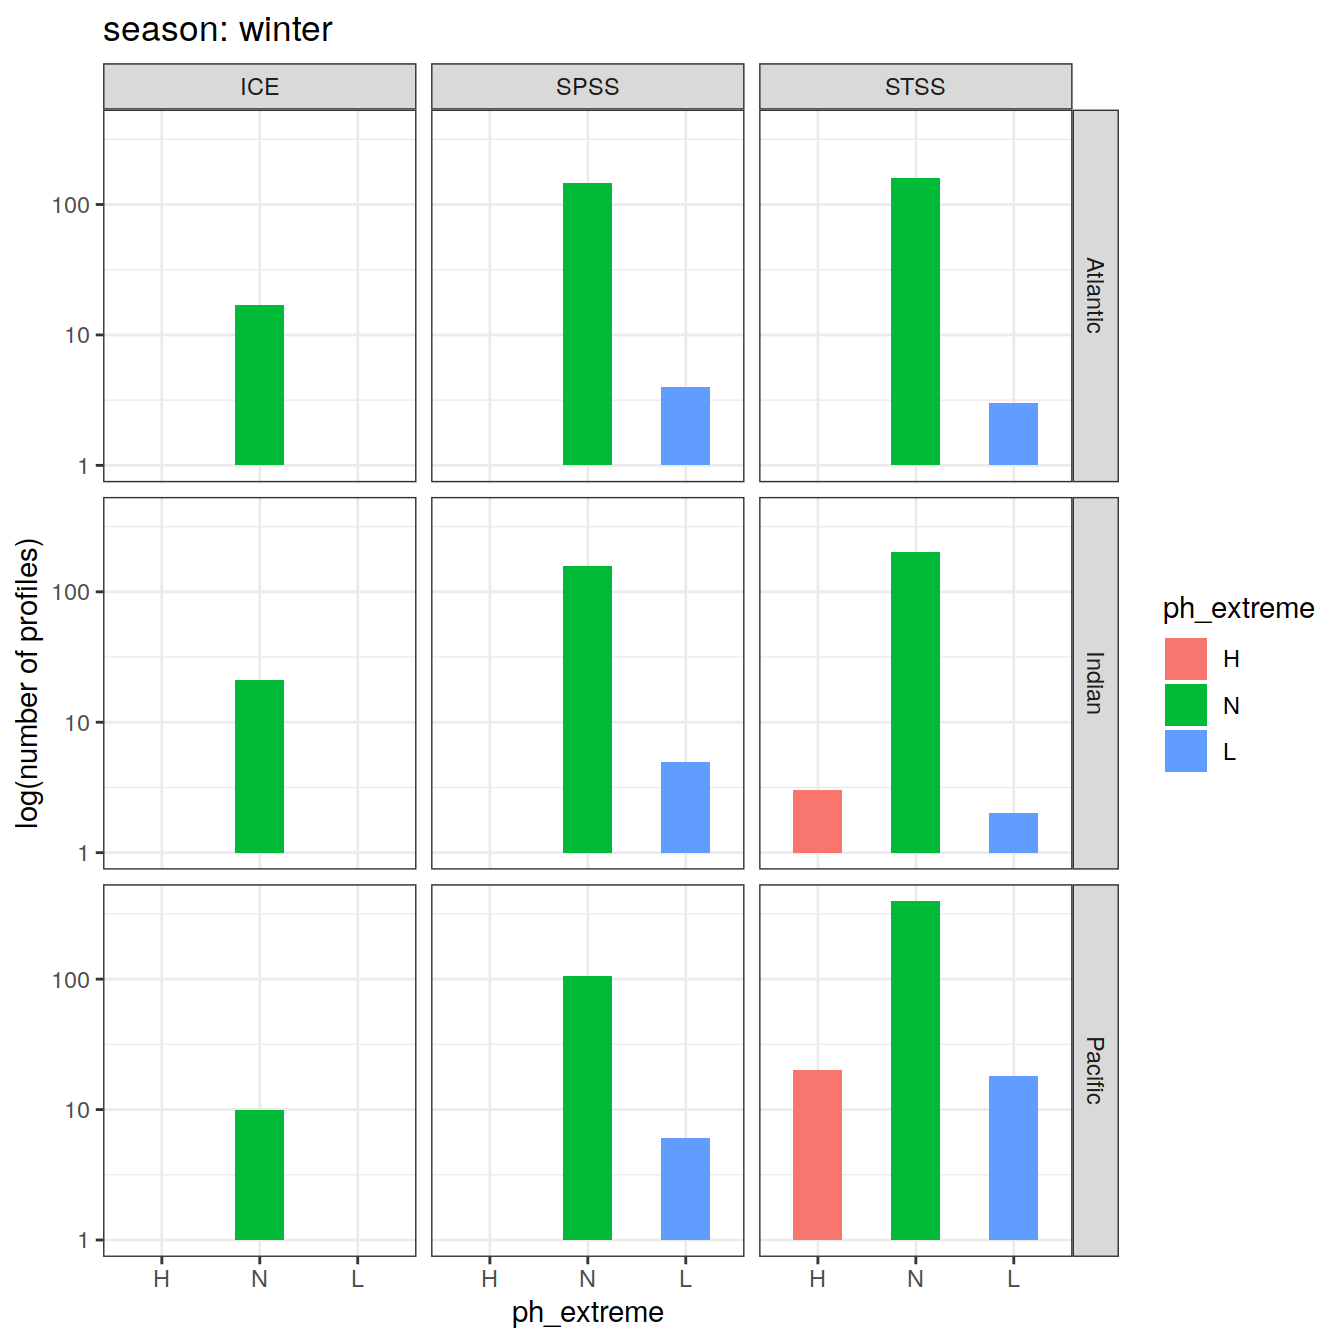 season: winter
ICE SPSS STSS
100
10
1
Atlantic
100
10
1
Indian
100
10
1
Pacific
H N L H N L H N L
ph_extreme
log(number of profiles)
ph_extreme
H
N
L